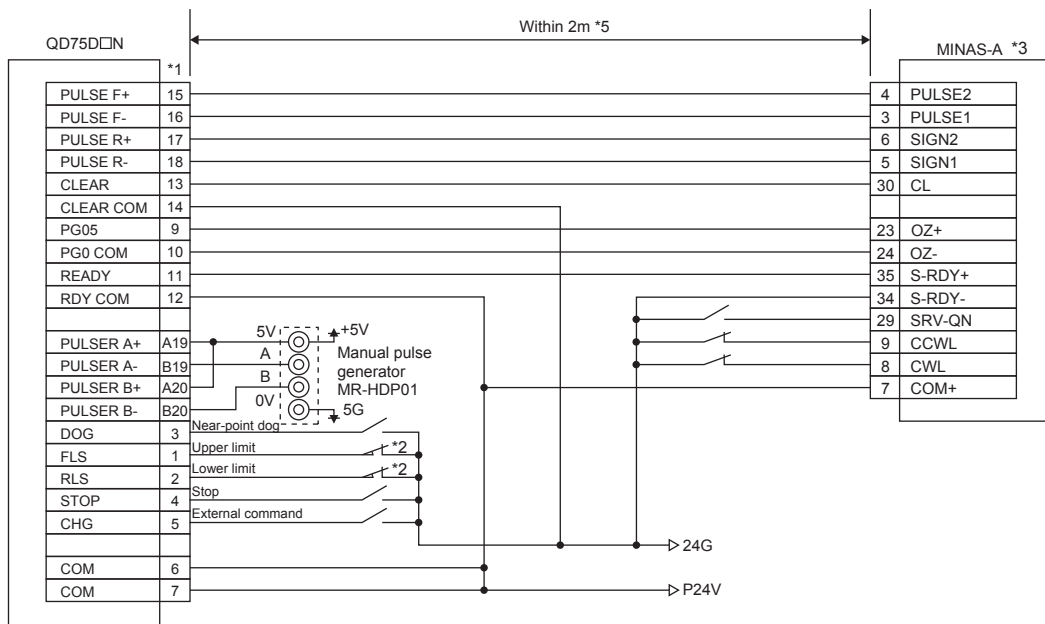 Within 2m *5
QD75D□N
MINAS-A *3
*1
PULSE F+ 15 4 PULSE2
PULSE F- 16 3 PULSE1
PULSE R+ 17 6 SIGN2
PULSE R- 18 5 SIGN1
CLEAR 13 30 CL
CLEAR COM 14
PG05 9 23 OZ+
PG0 COM 10 24 OZ-
READY 11 35 S-RDY+
RDY COM 12 34 S-RDY-
29 SRV-QN
5V +5V
PULSER A+ A19 9 CCWL
A Manual pulse
PULSER A- B19 8 CWL
generator
B MR-HDP01
PULSER B+ A20 7 COM+
0V 5G
PULSER B- B20
DOG 3 Near-point dog
FLS 1 Upper limit *2
RLS 2 Lower limit *2
STOP 4 Stop
CHG 5 External command
24G
COM 6
COM 7 P24V